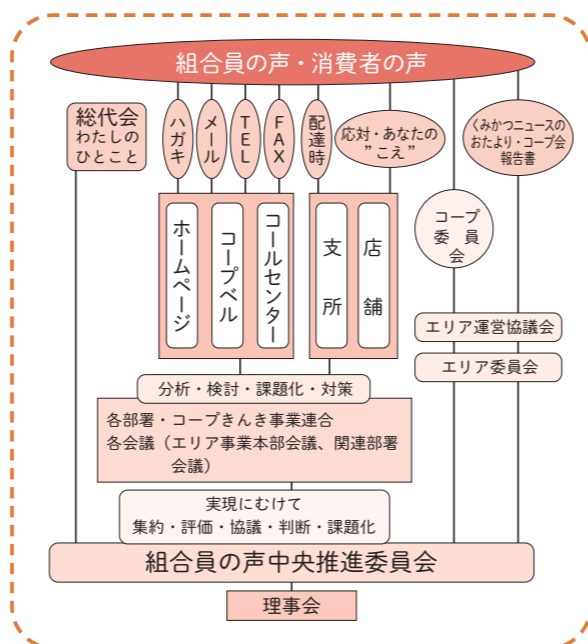 組合員の声・消費者の声
総代会
わたしの
ひとこと
ハガキ
メール
TEL
FAX
配達時
応対・あなたの
”こえ”
くみかつニュースの
おたより・コープ会
報告書
ホームページ
コープベル
コールセンター
支所
店舗
コープ
委員
会
エリア運営協議会
エリア委員会
分析・検討・課題化・対策
各部署・コープきんき事業連合
各会議（エリア事業本部会議、関連部署
会議）
実現にむけて
集約・評価・協議・判断・課題化
組合員の声中央推進委員会
理事会